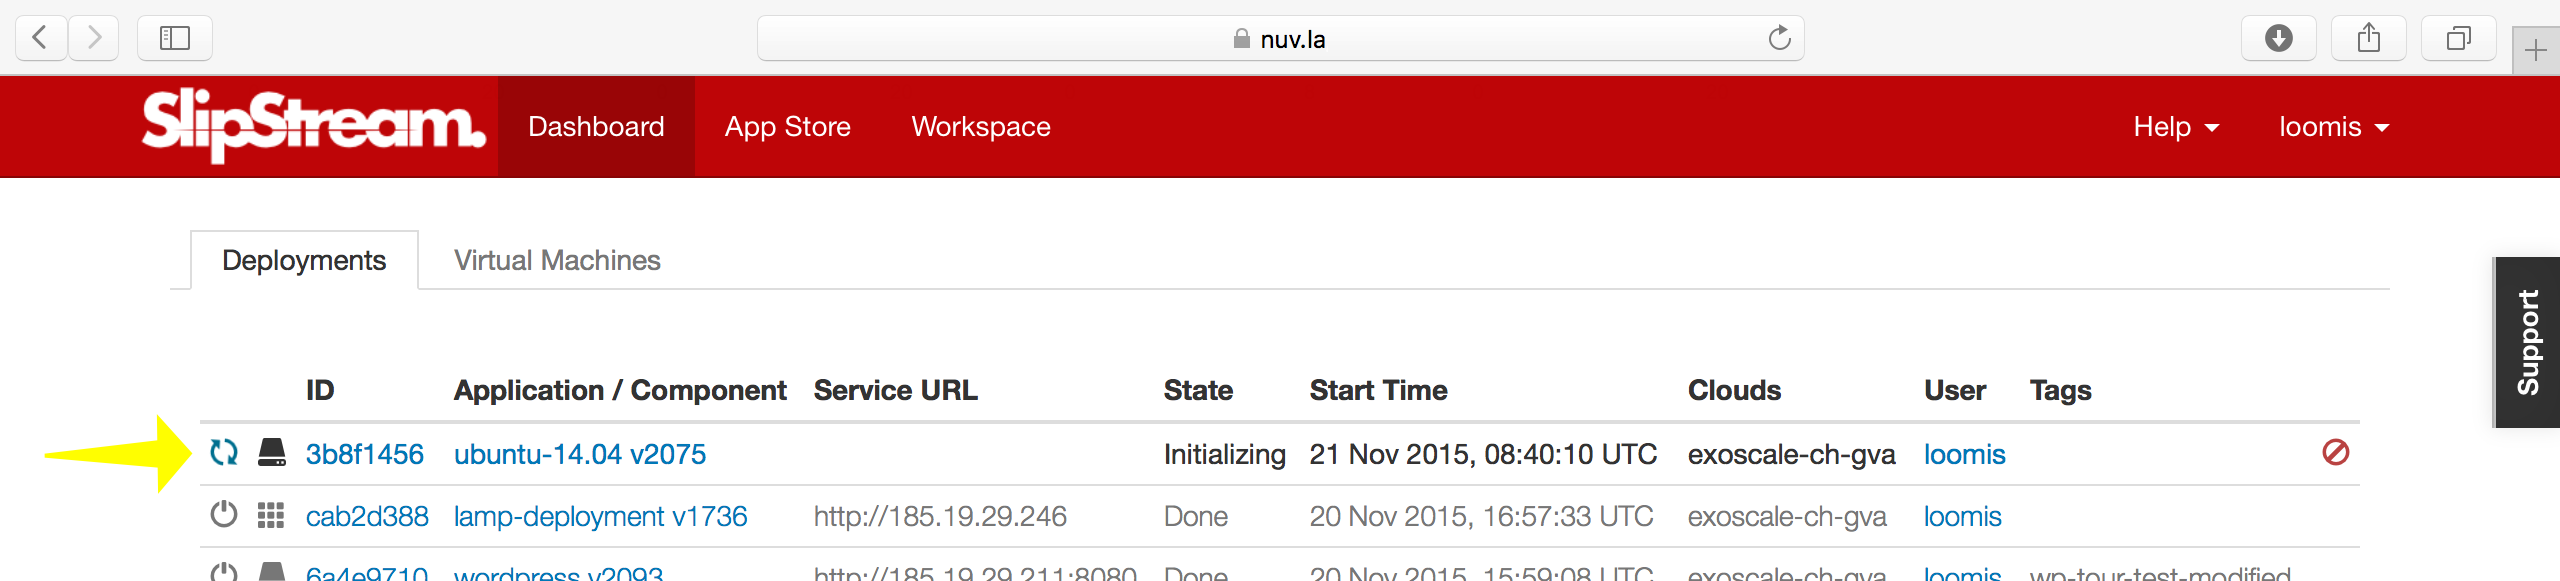 nuv.la
SlipStream. Dashboard App Store Workspace Help loomis
Deployments Virtual Machines
Support
ID Application / Component Service URL State Start Time Clouds User Tags
3b8f1456 ubuntu-14.04 v2075 Initializing 21 Nov 2015, 08:40:10 UTC exoscale-ch-gva loomis
cab2d388 lamp-deployment v1736 http://185.19.29.246 Done 20 Nov 2015, 16:57:33 UTC exoscale-ch-gva loomis
6a4e9710 wordpress v2093 http://185.19.29.211:8080 Done 20 Nov 2015, 15:59:08 UTC exoscale-ch-gva loomis wp-tour-test-modified